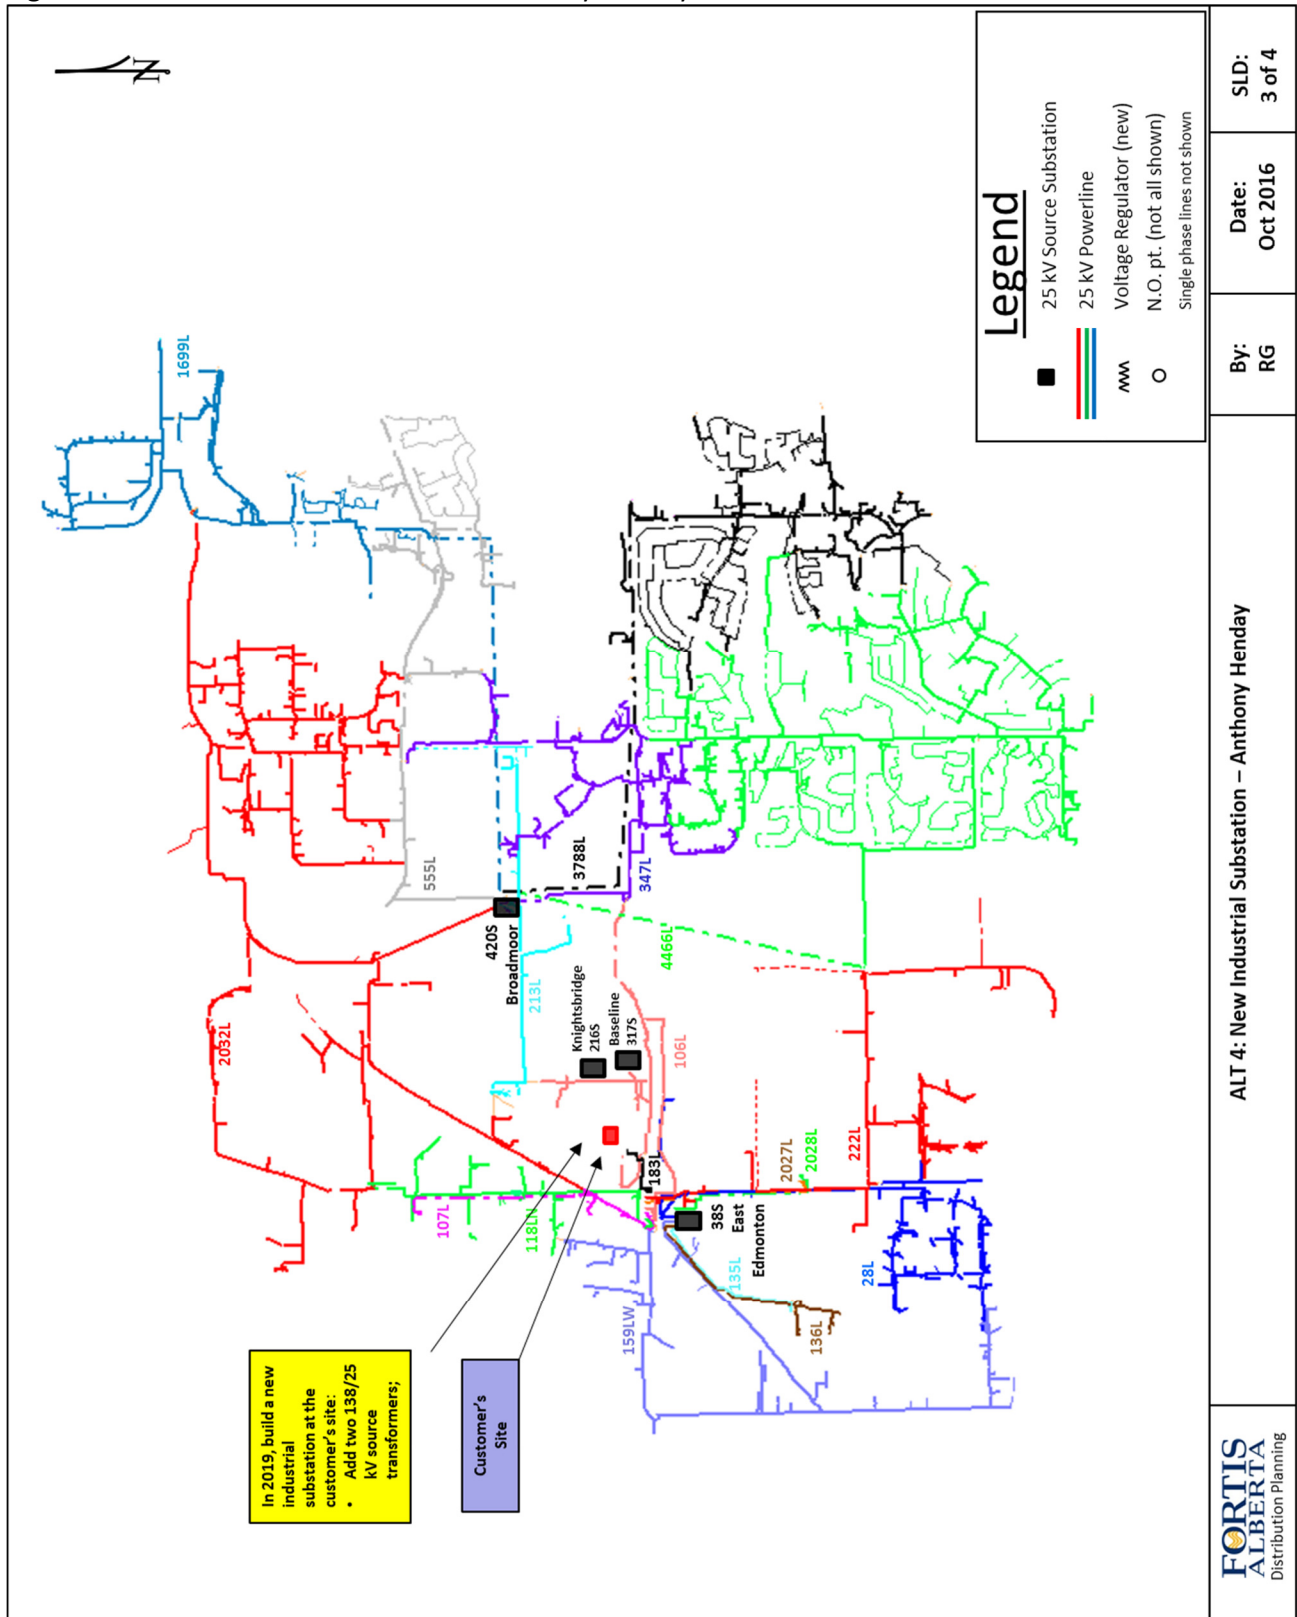 N
1699L
2032L
555L
420S
Broadmoor
213L
3788L
347L
Knightsbridge
216S
Baseline
317S
4466L
106L
183L
107L
118LN
38S
East
Edmonton
2027L
2028L
222L
159LW
135L
136L
28L
In 2019, build a new
industrial
substation at the
customer's site:
• Add two 138/25
kV source
transformers;
Customer's
Site
Legend
25 kV Source Substation
25 kV Powerline
Voltage Regulator (new)
N.O. pt. (not all shown)
Single phase lines not shown
FORTIS
ALBERTA
Distribution Planning
ALT 4: New Industrial Substation – Anthony Henday
By:
RG
Date:
Oct 2016
SLD:
3 of 4